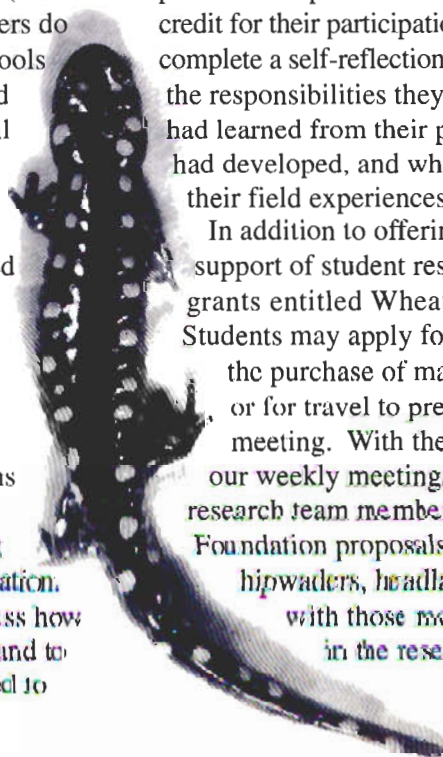 ers do
ools
d
l
d
ns
ation.
ss how
and to
ed to
credit for their participatio
complete a self-reflection
the responsibilities they
had learned from their p
had developed, and wh
their field experiences
In addition to offerin
support of student res
grants entitled Whea
Students may apply fo
the purchase of ma
or for travel to pre
meeting. With the
our weekly meeting
research team membe
Foundation proposals
hipwaders, headla
with those mo
in the rese